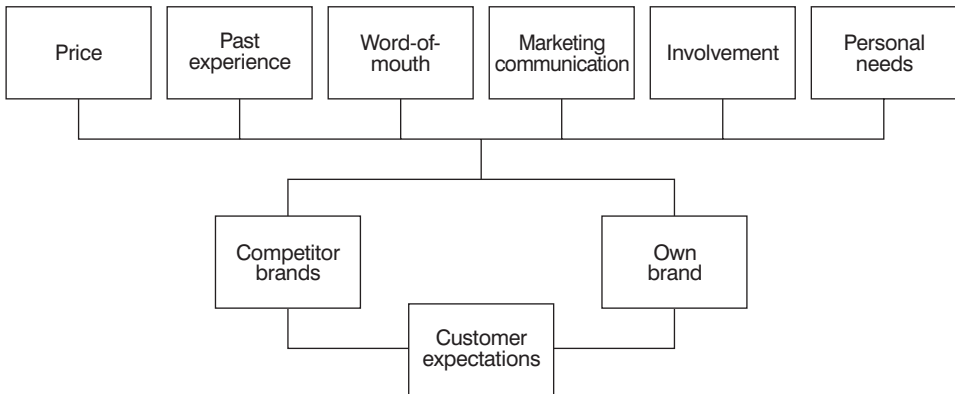 Price
Past
experience
Word-of-
mouth
Marketing
communication
Involvement
Personal
needs
Competitor
brands
Own
brand
Customer
expectations